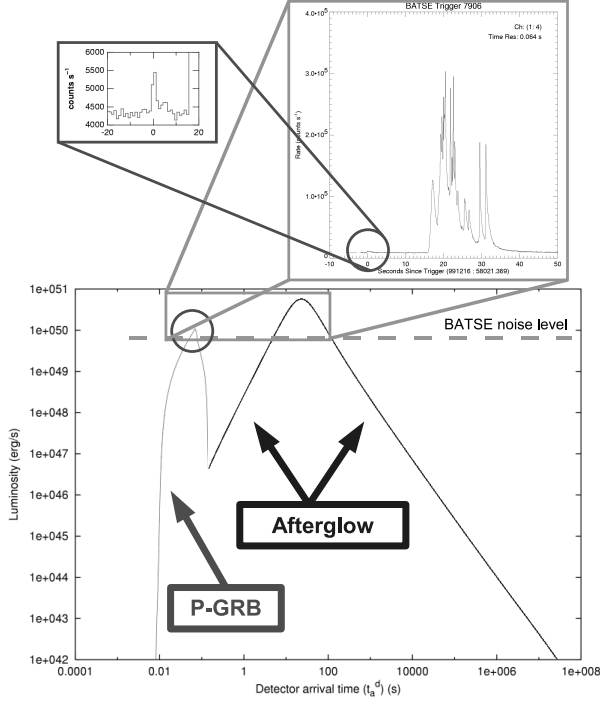 BATSE Trigger 7906
4.0•10⁵
3.0•10⁵
2.0•10⁵
1.0•10⁵
0
Rate (counts s⁻¹)
Ch: (1: 4)
Time Res: 0.064 s
-10 0 10 20 30 40 50
Seconds Since Trigger (991216 : 58021.369)
6000
5500
5000
4500
4000
counts s⁻¹
-20 0 20
1e+051
1e+050
1e+049
1e+048
1e+047
1e+046
1e+045
1e+044
1e+043
1e+042
Luminosity (erg/s)
BATSE noise level
Afterglow
P-GRB
0.0001 0.01 1 100 10000 1e+006 1e+008
Detector arrival time (tₐᵈ) (s)